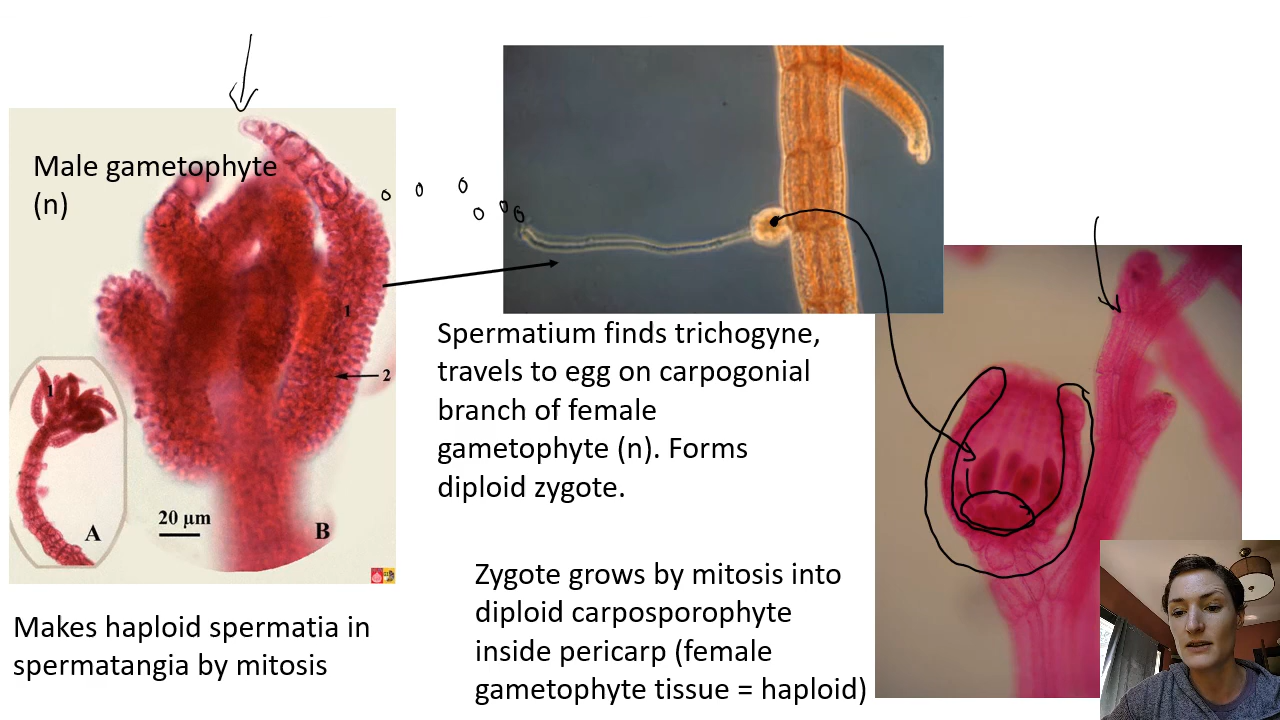 Male gametophyte
(n)
1
2
1
A
20 µm
B
Makes haploid spermatia in
spermatangia by mitosis
Spermatium finds trichogyne,
travels to egg on carpogonial
branch of female
gametophyte (n). Forms
diploid zygote.
Zygote grows by mitosis into
diploid carposporophyte
inside pericarp (female
gametophyte tissue = haploid)